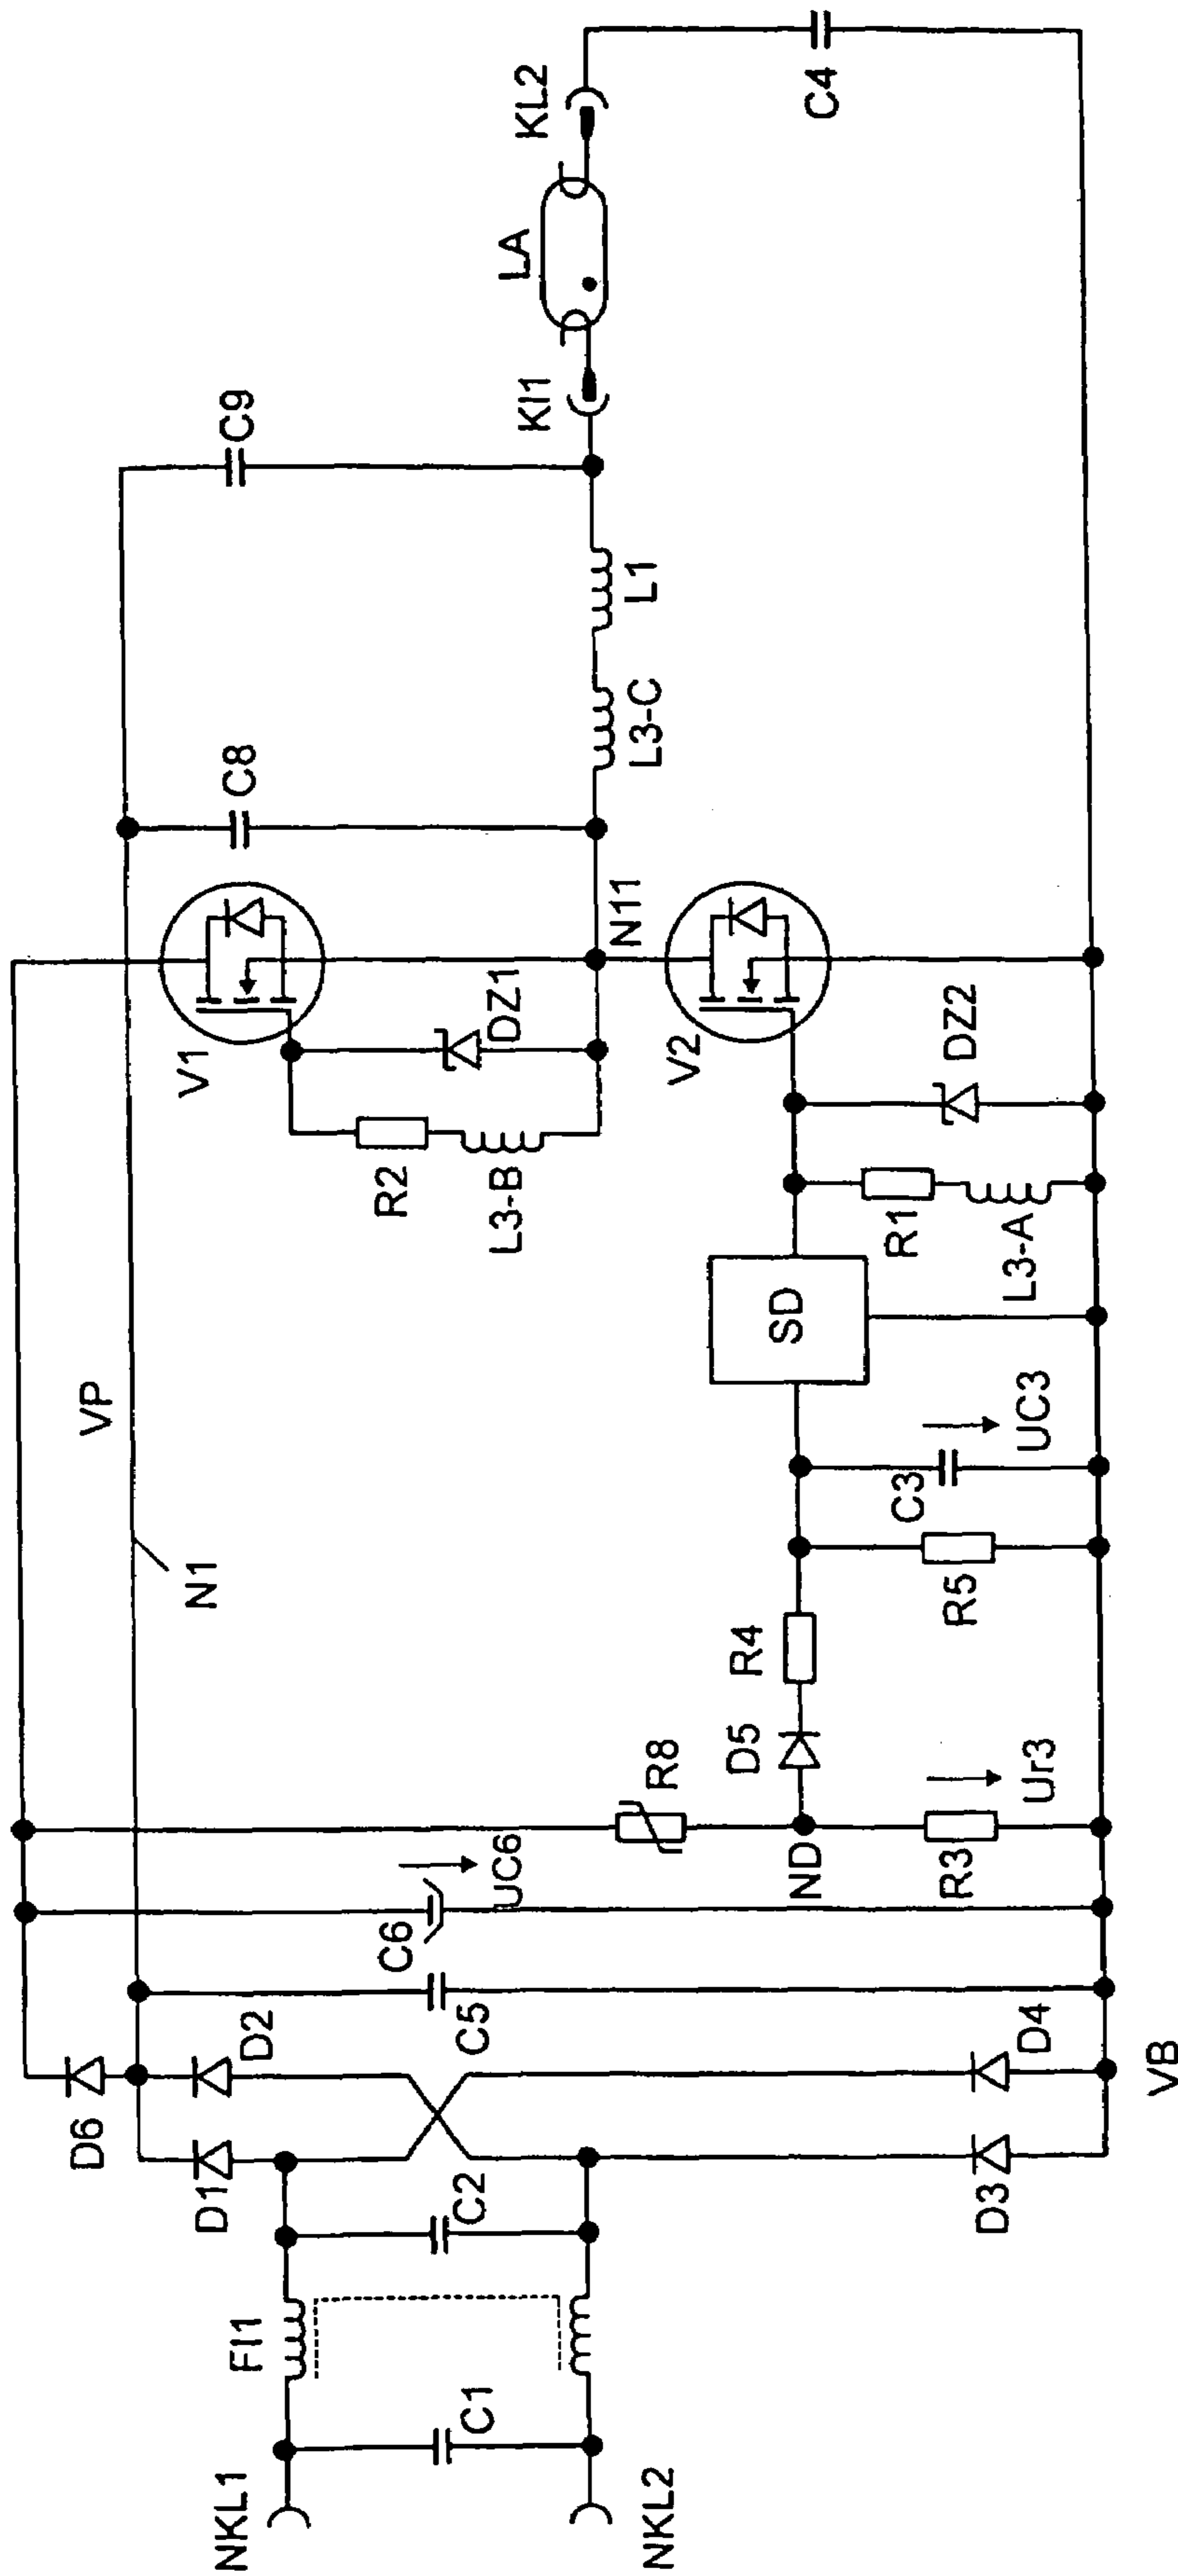 NKL1
NKL2
C1
FI1
C2
D1
D2
D3
D4
D6
VB
C5
C6
UC6
R8
ND
R3
Ur3
D5
R4
R5
C3
UC3
N1
VP
SD
R1
L3-A
DZ2
R2
L3-B
DZ1
V1
V2
N11
C8
L3-C
L1
C9
KI1
LA
KL2
C4